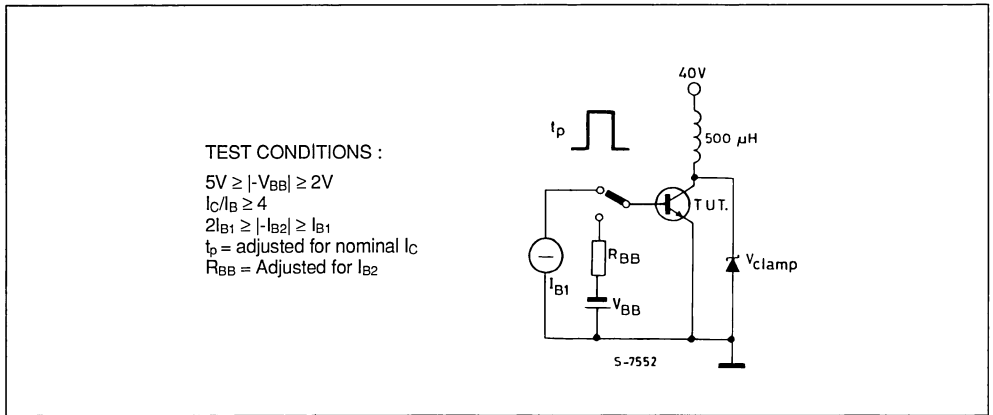 TEST CONDITIONS :
5V ≥ |-VBB| ≥ 2V
IC/IB ≥ 4
2IB1 ≥ |-IB2| ≥ IB1
tp = adjusted for nominal IC
RBB = Adjusted for IB2
40V
tp
500 µH
T.U.T.
RBB
IB1
VBB
Vclamp
S-7552